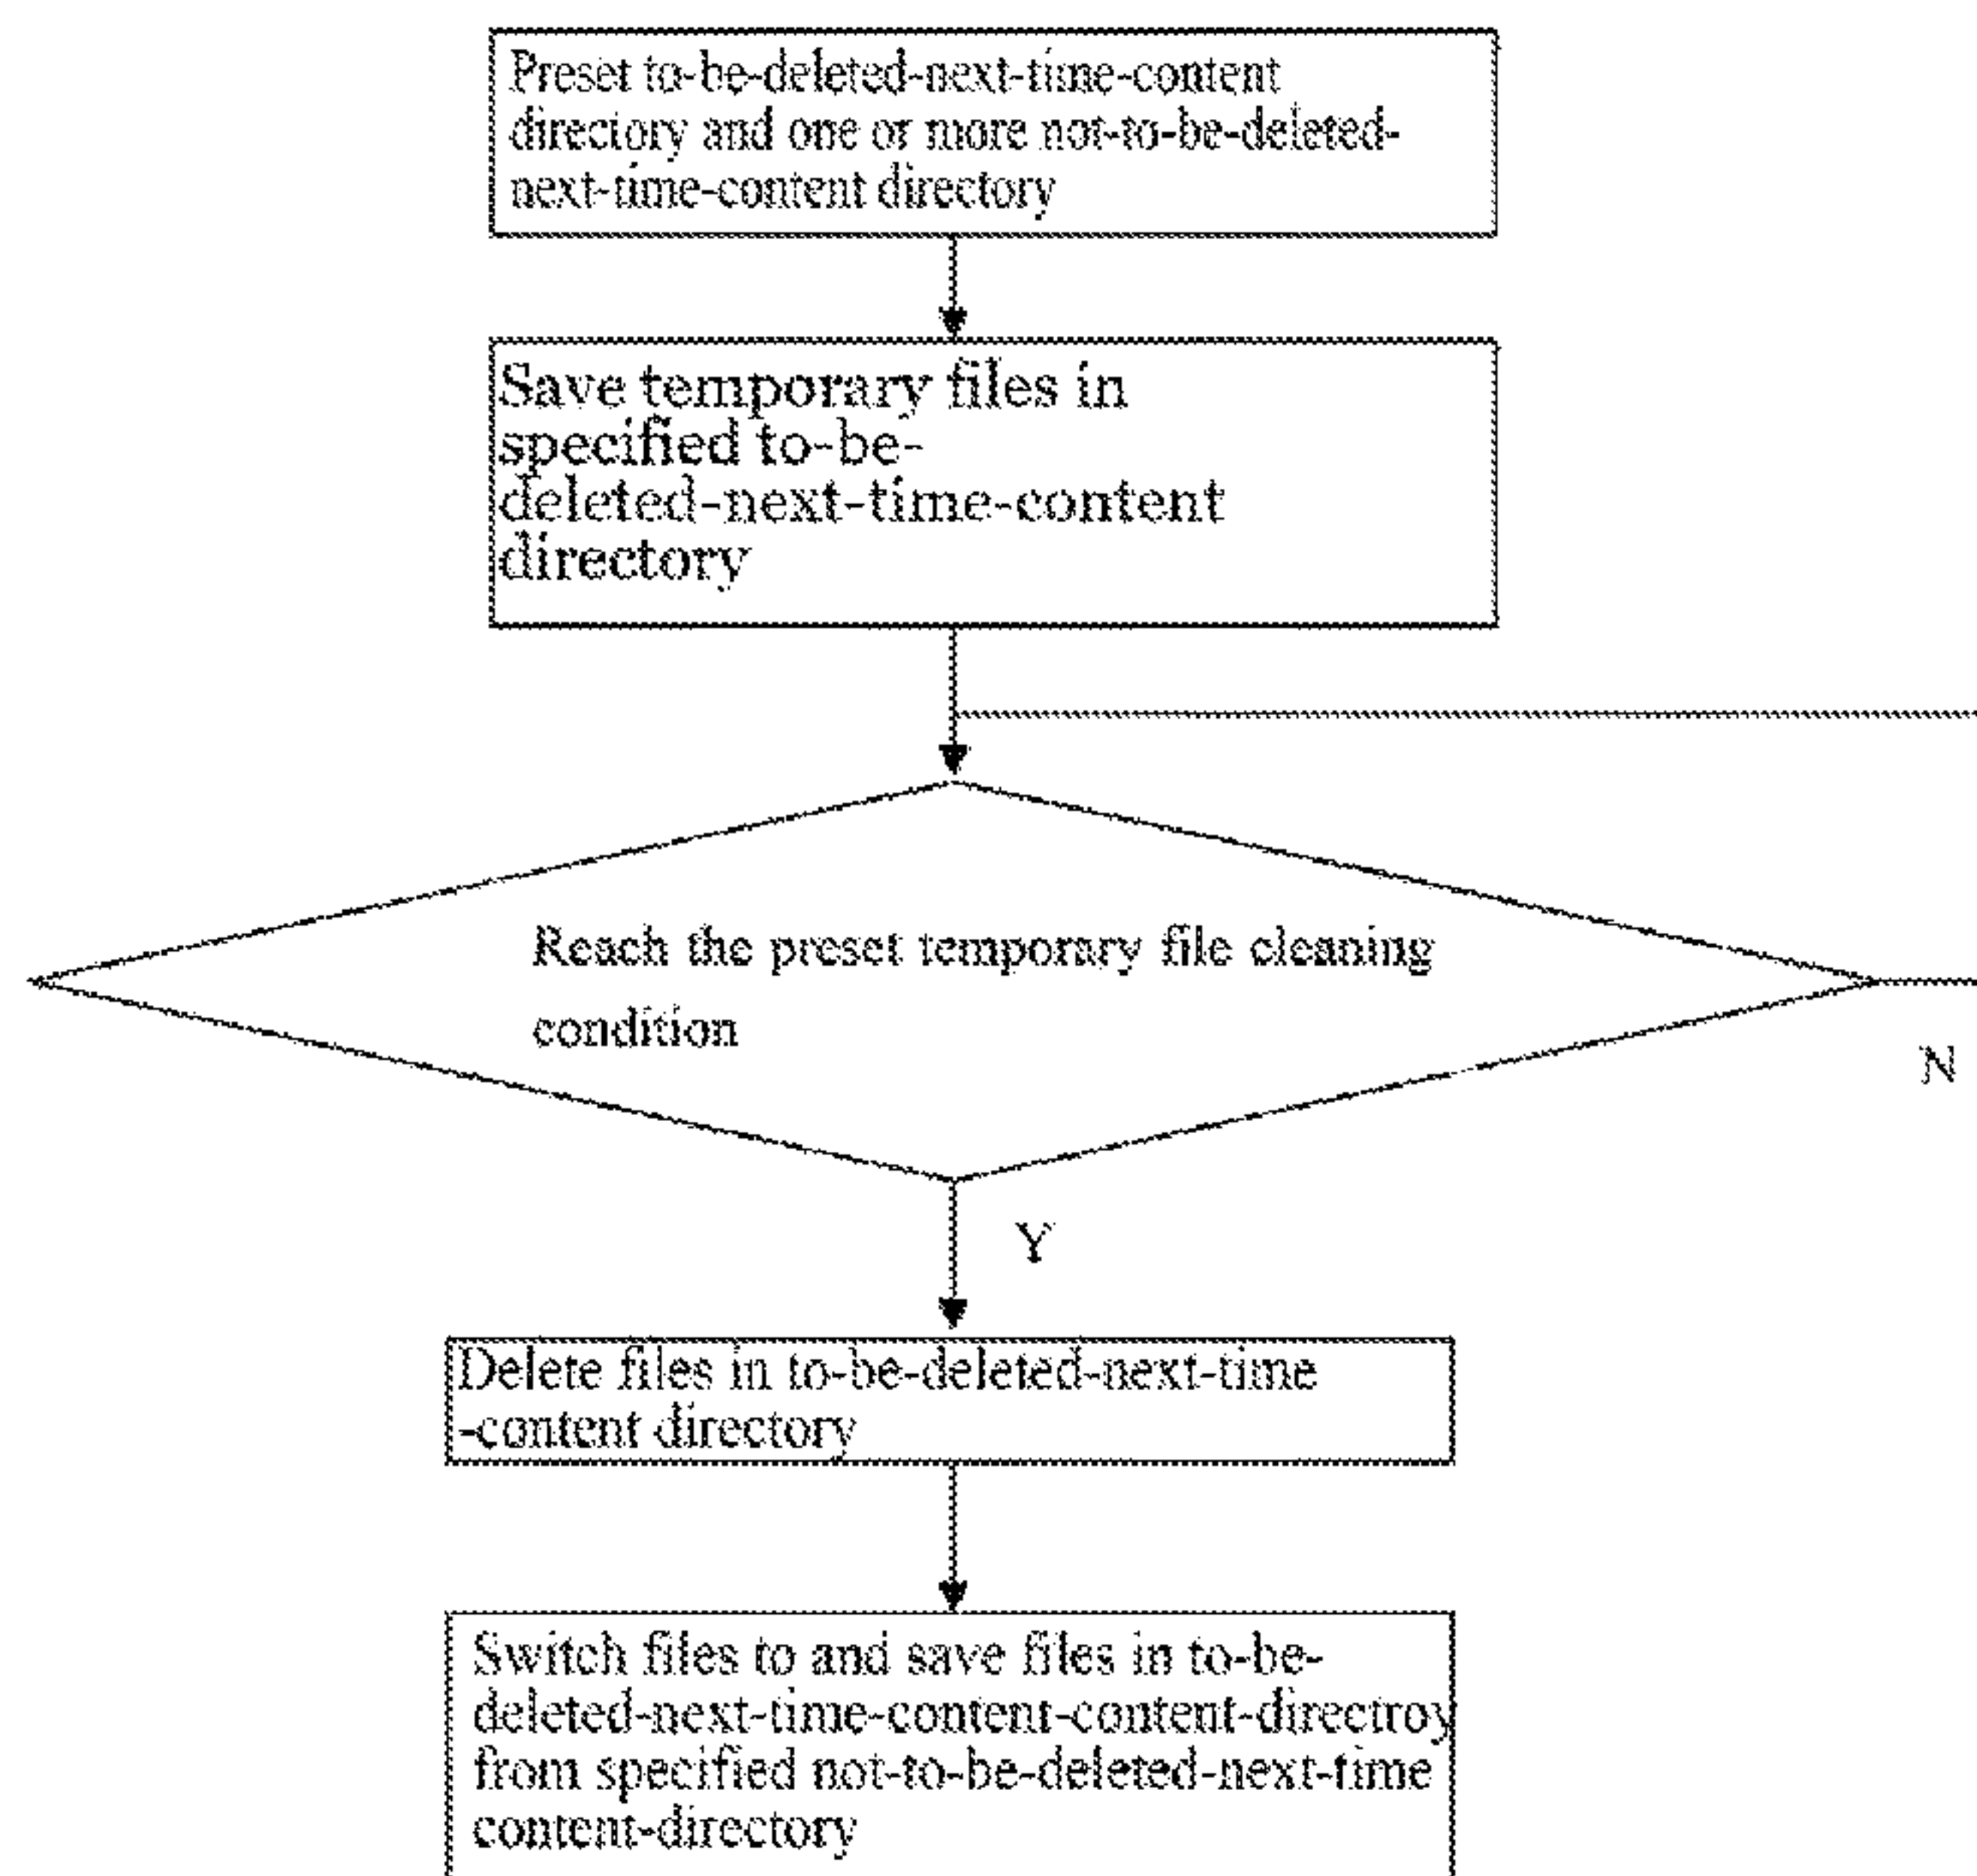 Preset to-be-deleted-next-time-content
directory and one or more not-to-be-deleted-
next-time-content directory
Save temporary files in
specified to-be-
deleted-next-time-content
directory
Reach the preset temporary file cleaning
condition
N
Y
Delete files in to-be-deleted-next-time
-content directory
Switch files to and save files in to-be-
deleted-next-time-content-content-directroy
from specified not-to-be-deleted-next-time
content-directory